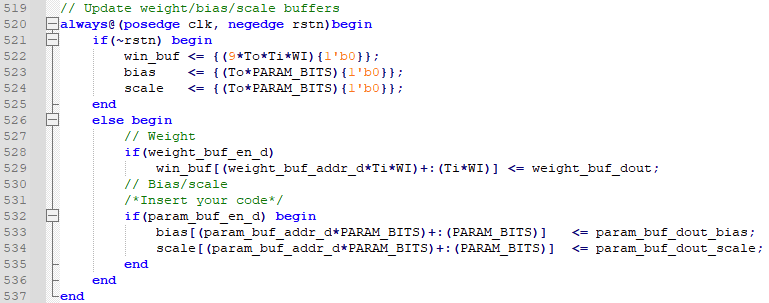 519 // Update weight/bias/scale buffers
520 always@(posedge clk, negedge rstn)begin
521     if(~rstn) begin
522         win_buf <= {(9*To*Ti*WI){1'b0}};
523         bias    <= {(To*PARAM_BITS){1'b0}};
524         scale   <= {(To*PARAM_BITS){1'b0}};
525     end
526     else begin
527         // Weight
528         if(weight_buf_en_d)
529             win_buf[(weight_buf_addr_d*Ti*WI)+:(Ti*WI)] <= weight_buf_dout;
530         // Bias/scale
531         /*Insert your code*/
532         if(param_buf_en_d) begin
533             bias[(param_buf_addr_d*PARAM_BITS)+:(PARAM_BITS)]   <= param_buf_dout_bias;
534             scale[(param_buf_addr_d*PARAM_BITS)+:(PARAM_BITS)]  <= param_buf_dout_scale;
535         end
536     end
537 end